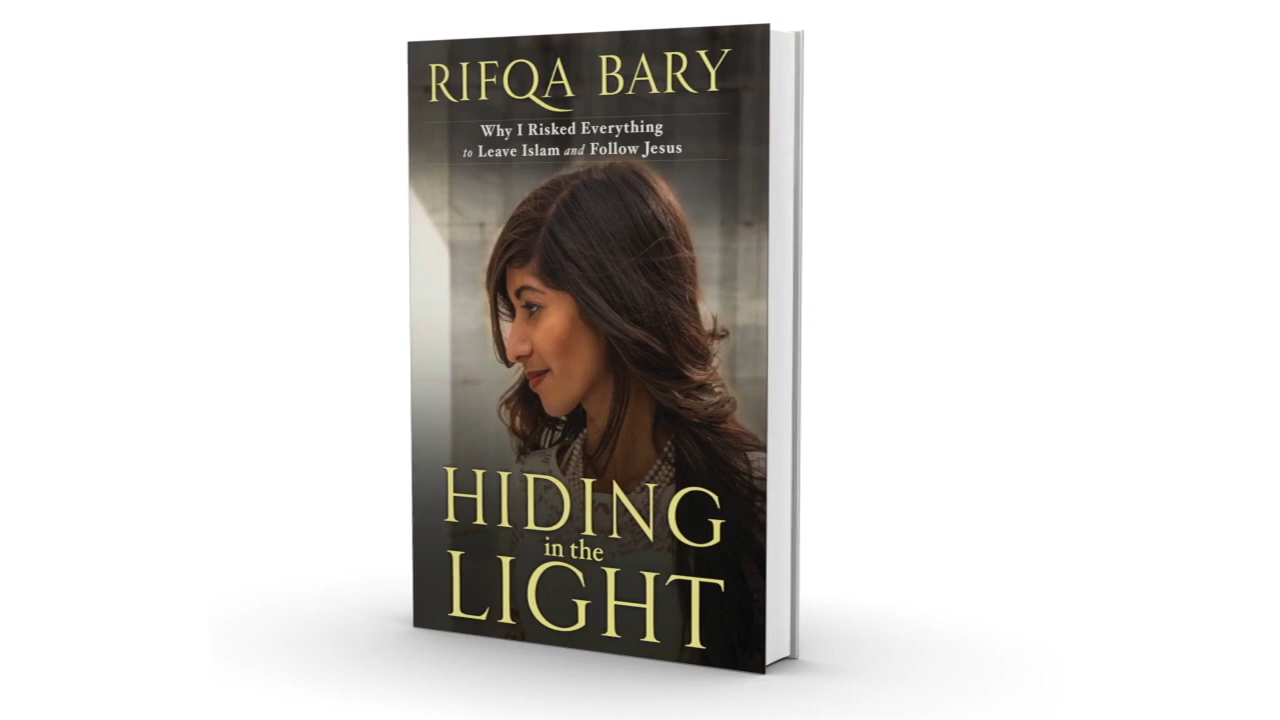 RIFQA BARY
Why I Risked Everything
to Leave Islam and Follow Jesus
HIDING
in the
LIGHT